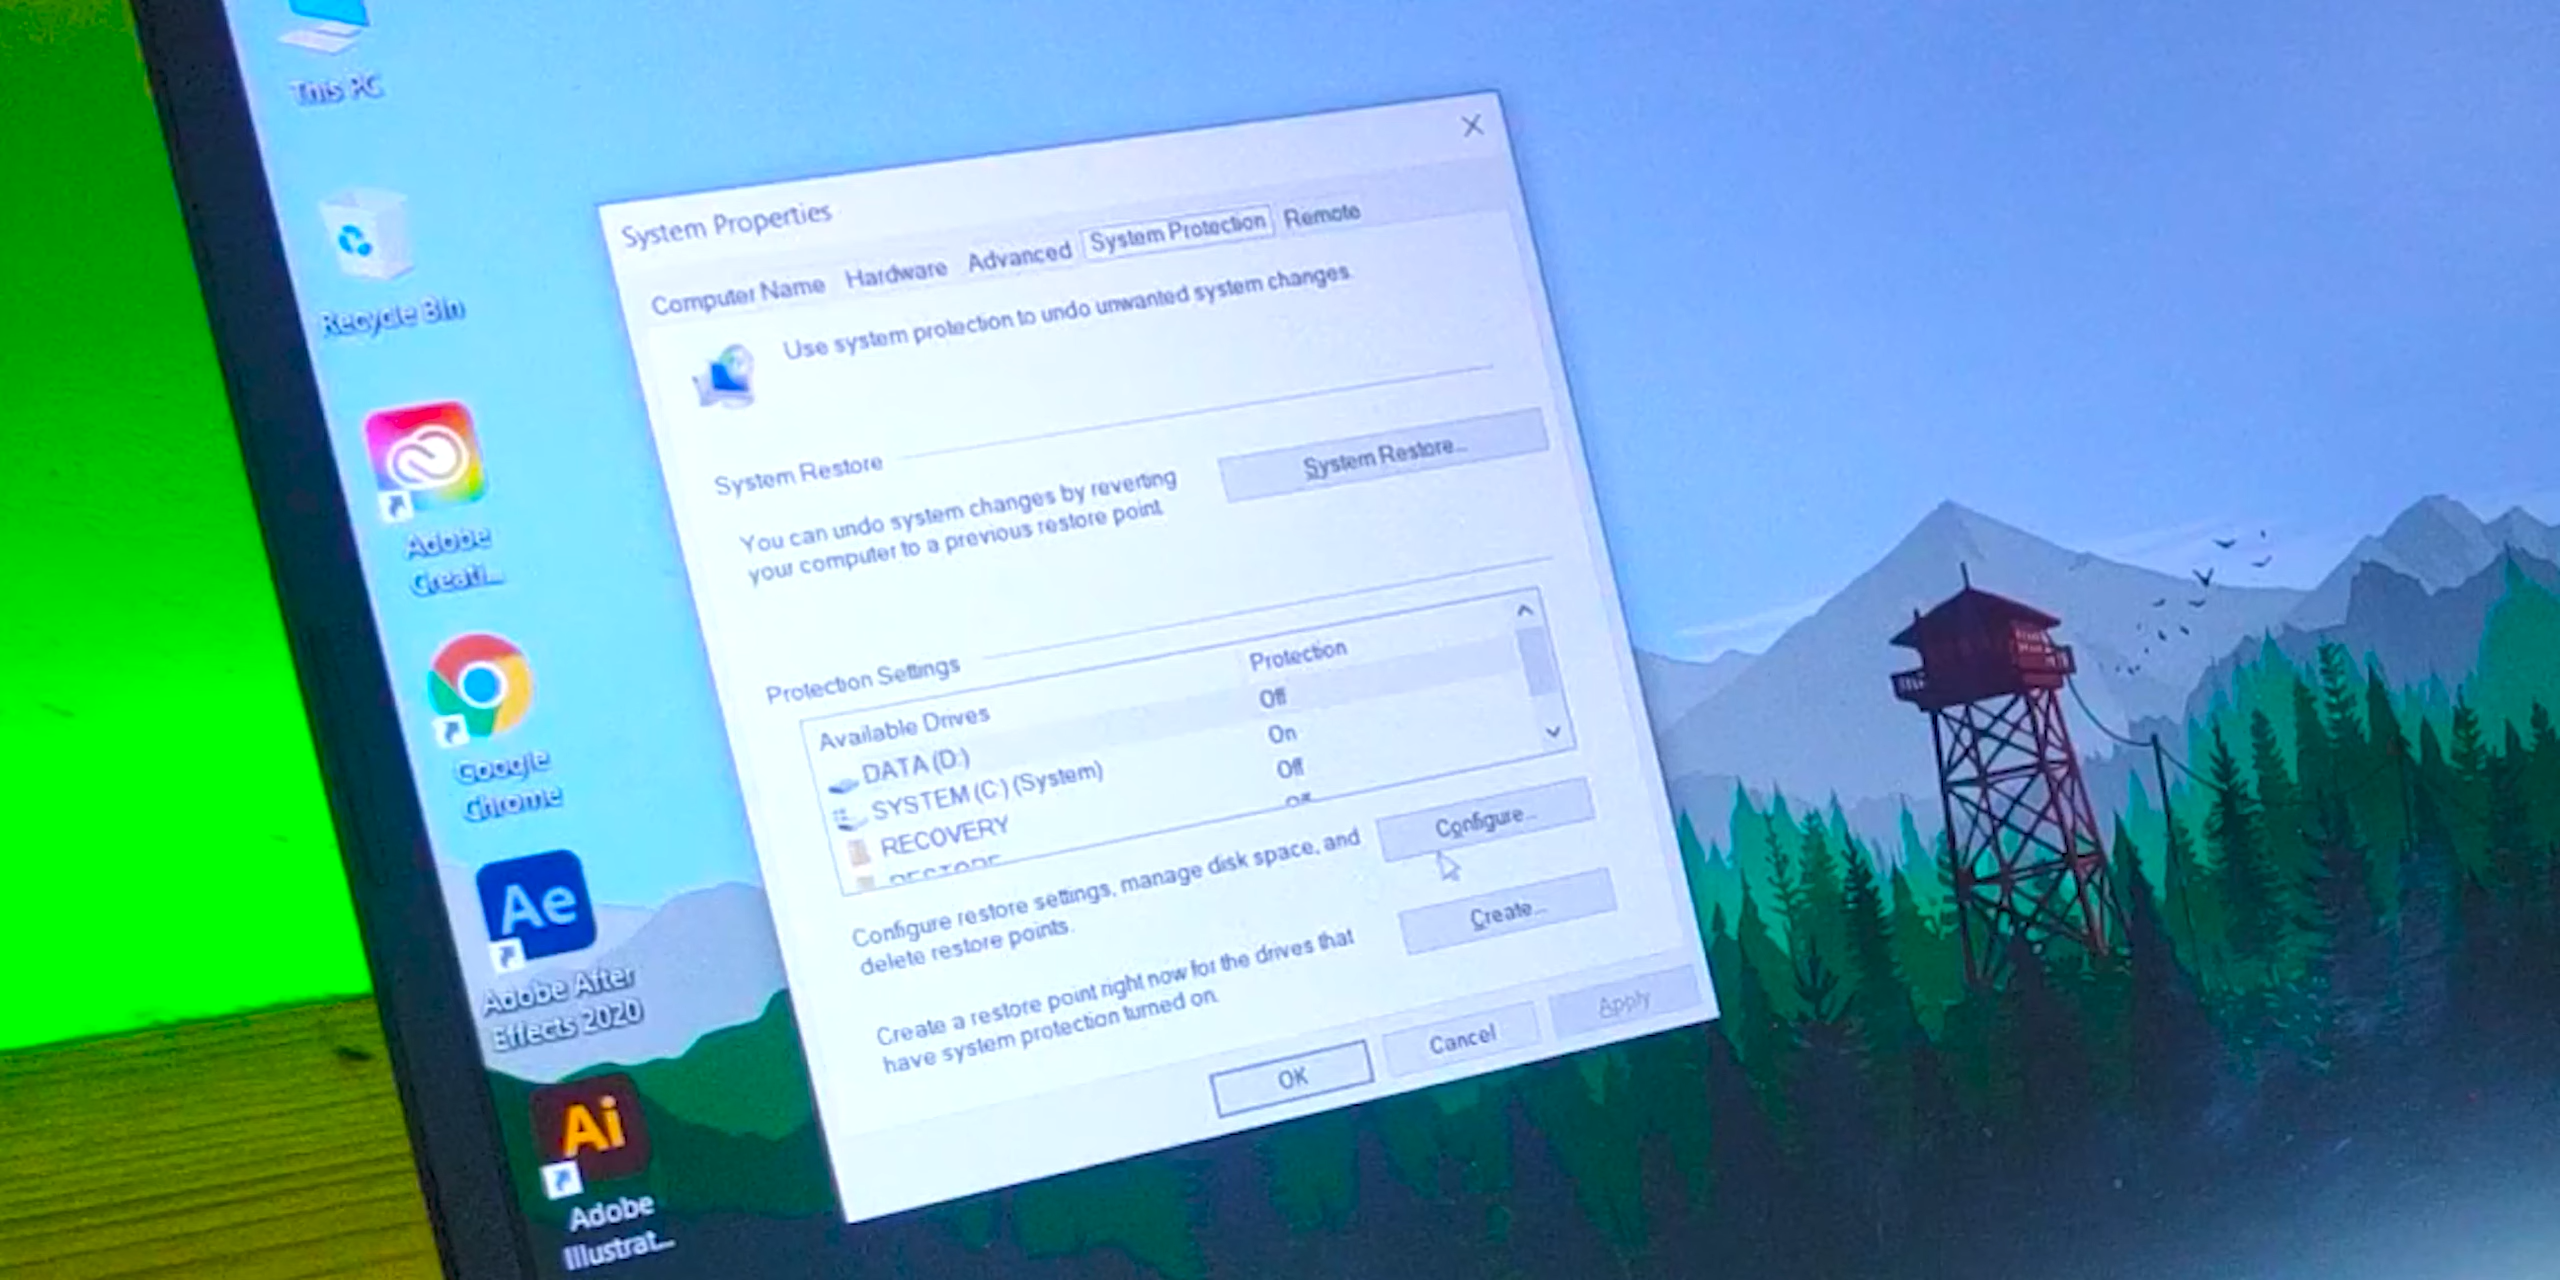 This PC
Recycle Bin
Adobe
Creati...
Google
Chrome
Ae
Adobe After
Effects 2020
Ai
Adobe
Illustrat...
System Properties
Computer Name Hardware Advanced System Protection Remote
Use system protection to undo unwanted system changes.
System Restore
You can undo system changes by reverting
your computer to a previous restore point.
System Restore...
Protection Settings
Available Drives Protection
DATA (D:) Off
SYSTEM (C:) (System) On
RECOVERY Off
RESTORE Off
Configure restore settings, manage disk space, and
delete restore points.
Configure...
Create a restore point right now for the drives that
have system protection turned on.
Create...
OK Cancel Apply